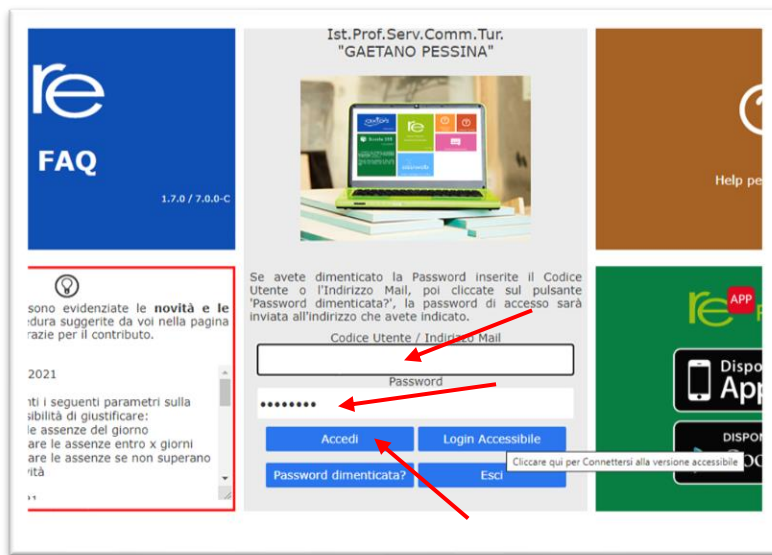 Ist.Prof.Serv.Comm.Tur.
"GAETANO PESSINA"
re
FAQ
1.7.0 / 7.0.0-C
Help pe
Se avete dimenticato la Password inserite il Codice
Utente o l'Indirizzo Mail, poi cliccate sul pulsante
'Password dimenticata?', la password di accesso sarà
inviata all'indirizzo che avete indicato.
Codice Utente / Indirizzo Mail
Password
••••••••
Accedi
Login Accessibile
Password dimenticata?
Esci
Cliccare qui per Connettersi alla versione accessibile
sono evidenziate le novità e le
edura suggerite da voi nella pagina
razie per il contributo.
2021
nti i seguenti parametri sulla
sibilità di giustificare:
le assenze del giorno
are le assenze entro x giorni
are le assenze se non superano
vità
re APP
Dispo
App
DISPON